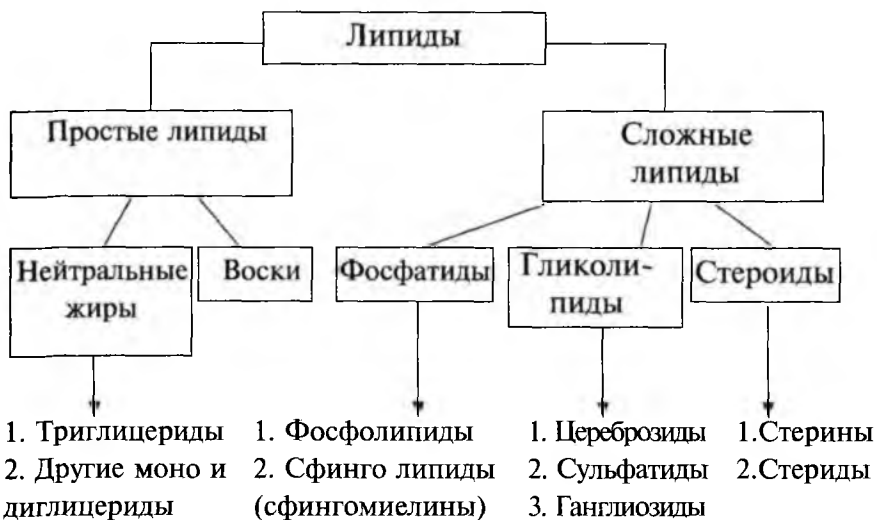 Липиды
Простые липиды
Сложные
липиды
Нейтральные
жиры
Воски
Фосфатиды
Гликоли-
пиды
Стероиды
1. Триглицериды
2. Другие моно и
диглицериды
1. Фосфолипиды
2. Сфинго липиды
(сфингомиелины)
1. Цереброзиды
2. Сульфатиды
3. Ганглиозиды
1.Стерины
2.Стериды